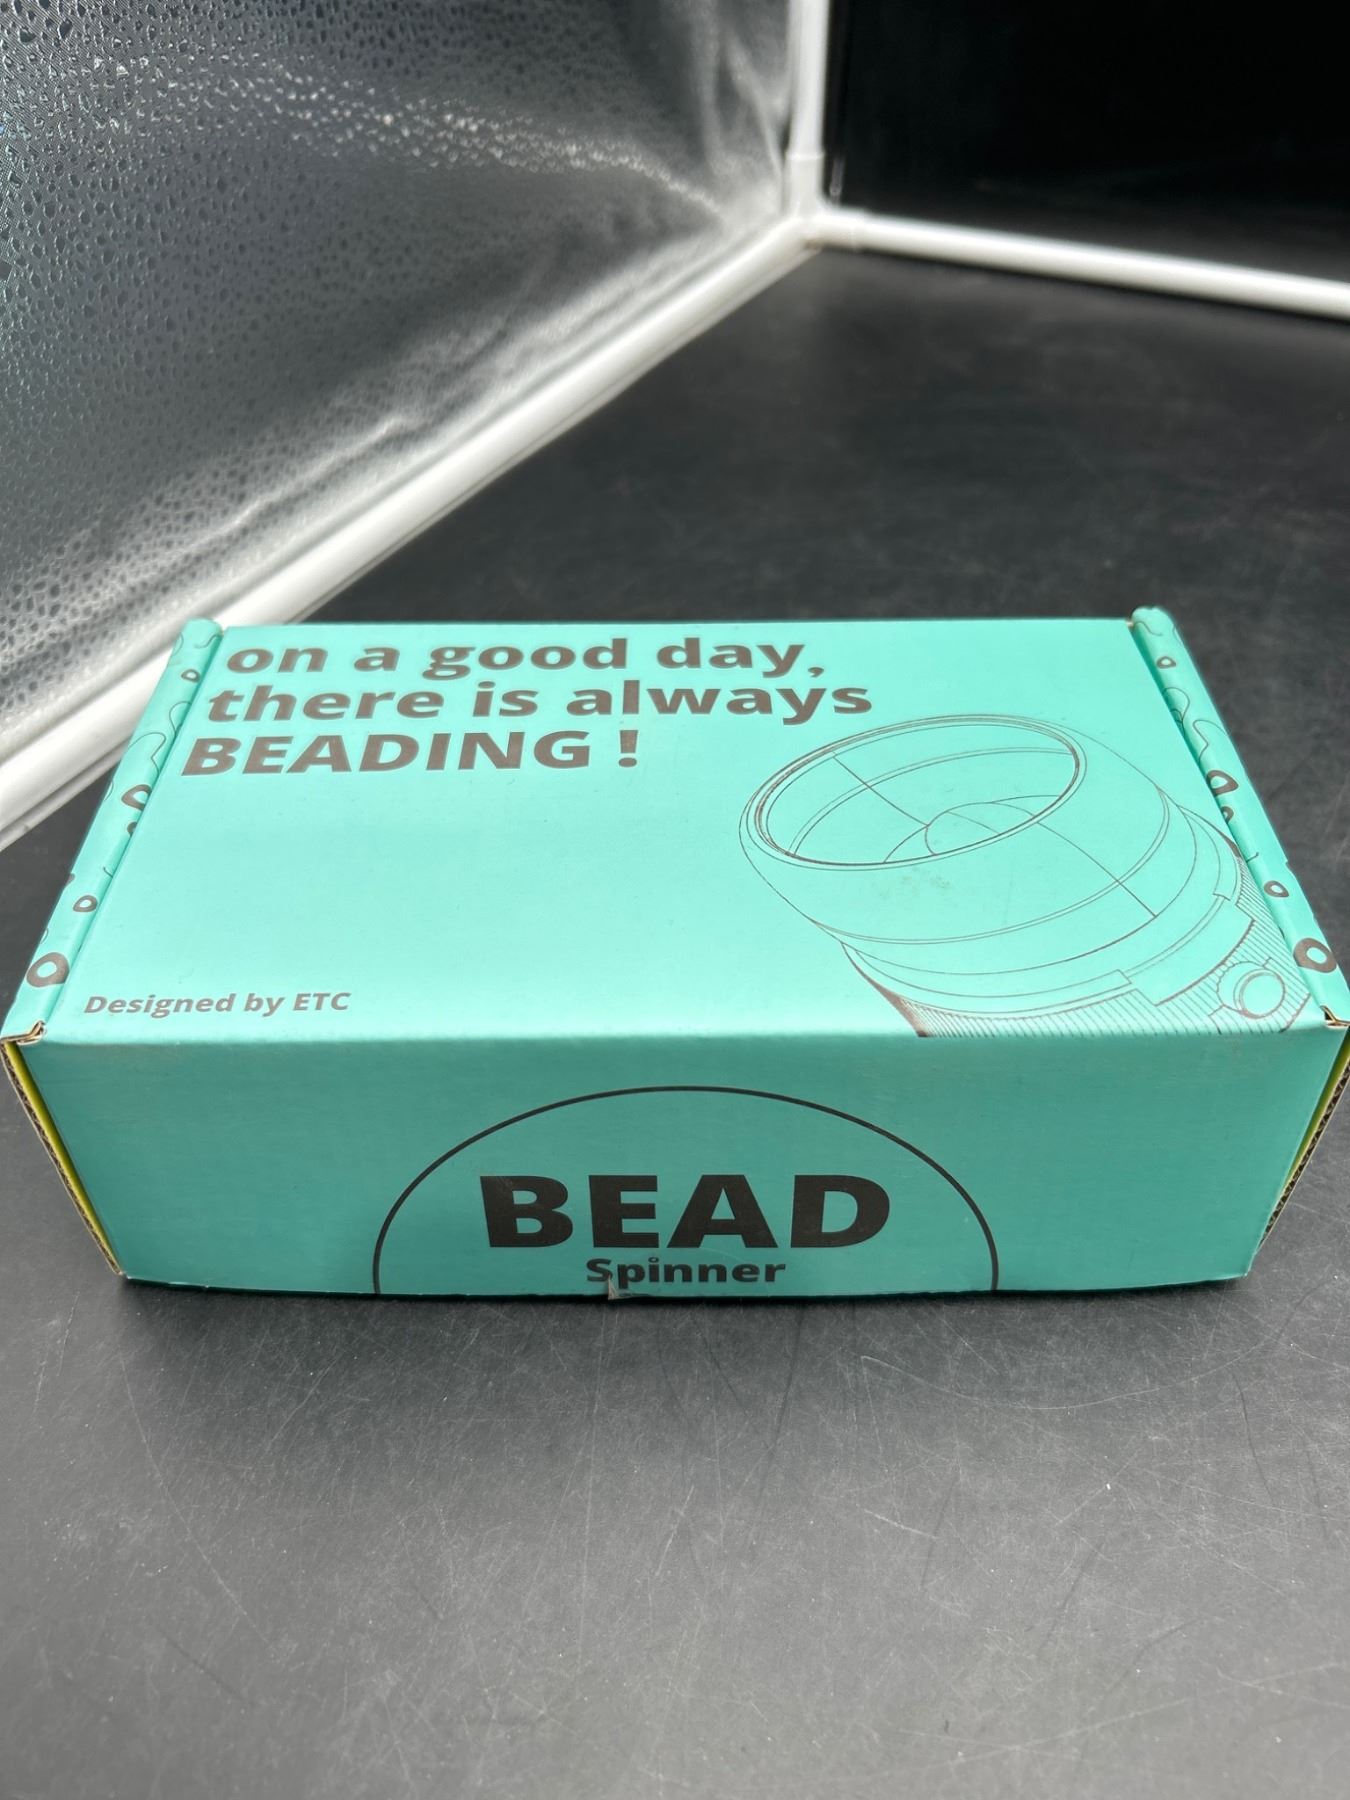 on a good day,
there is always
BEADING !
Designed by ETC
BEAD
Spinner